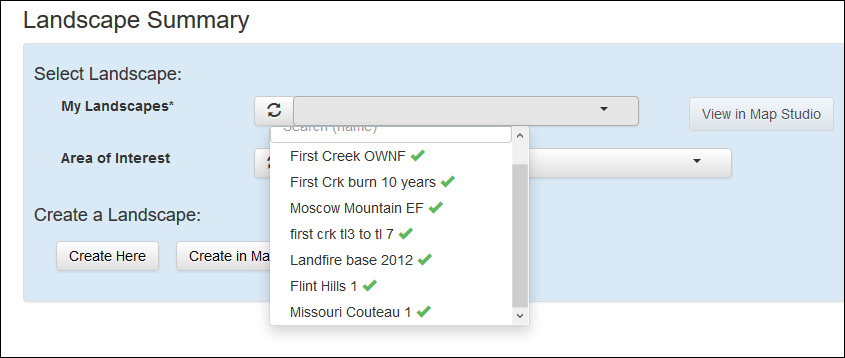 Landscape Summary
Select Landscape:
My Landscapes*
View in Map Studio
Search (name)
Area of Interest
First Creek OWNF
First Crk burn 10 years
Moscow Mountain EF
first crk tl3 to tl 7
Landfire base 2012
Flint Hills 1
Missouri Couteau 1
Create a Landscape:
Create Here
Create in Ma